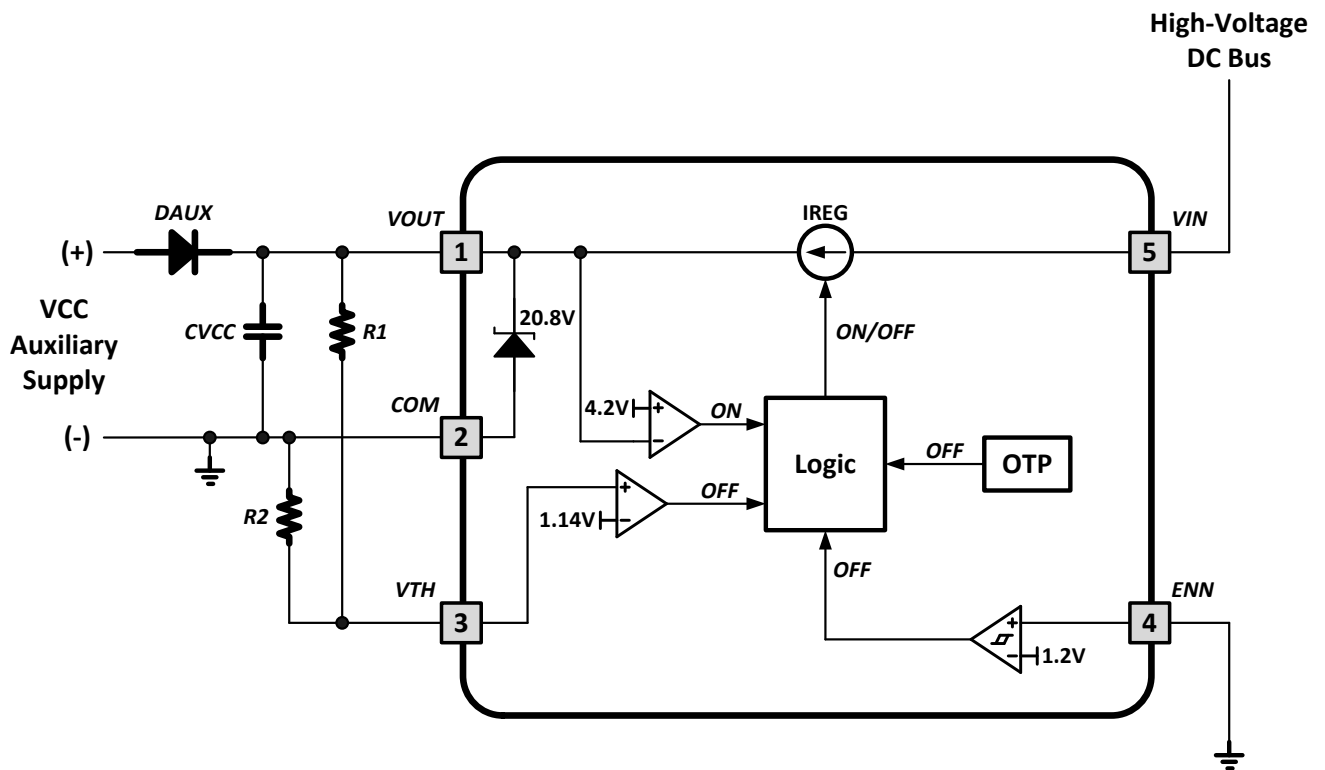 High-Voltage
DC Bus
DAUX
VOUT
IREG
VIN
(+)
1
5
VCC
Auxiliary
Supply
CVCC
R1
20.8V
ON/OFF
COM
4.2V
+
-
ON
(-)
2
Logic
OFF
OTP
R2
+
1.14V
-
OFF
OFF
VTH
ENN
3
+
4
-
1.2V